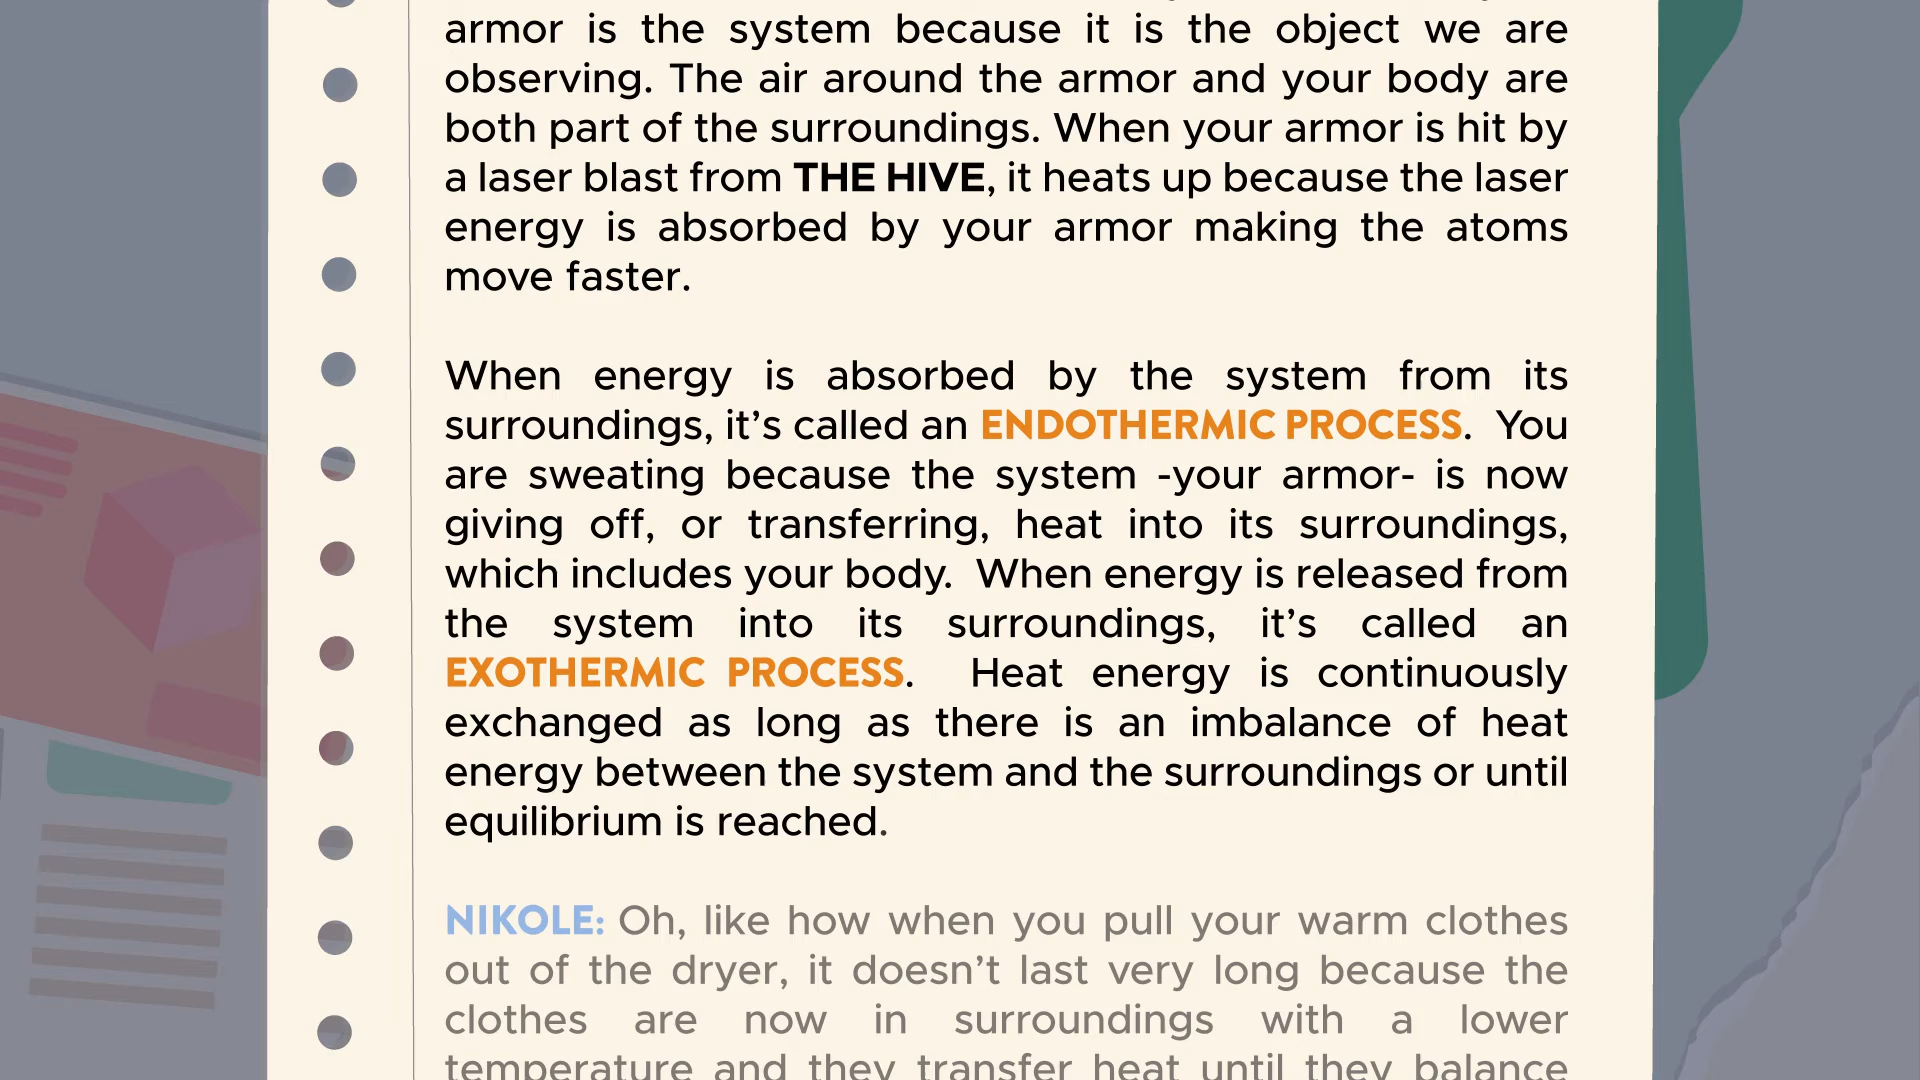 armor is the system because it is the object we are
observing. The air around the armor and your body are
both part of the surroundings. When your armor is hit by
a laser blast from THE HIVE, it heats up because the laser
energy is absorbed by your armor making the atoms
move faster.
When energy is absorbed by the system from its
surroundings, it’s called an ENDOTHERMIC PROCESS. You
are sweating because the system -your armor- is now
giving off, or transferring, heat into its surroundings,
which includes your body. When energy is released from
the system into its surroundings, it’s called an
EXOTHERMIC PROCESS. Heat energy is continuously
exchanged as long as there is an imbalance of heat
energy between the system and the surroundings or until
equilibrium is reached.
NIKOLE: Oh, like how when you pull your warm clothes
out of the dryer, it doesn’t last very long because the
clothes are now in surroundings with a lower
temperature and they transfer heat until they balance